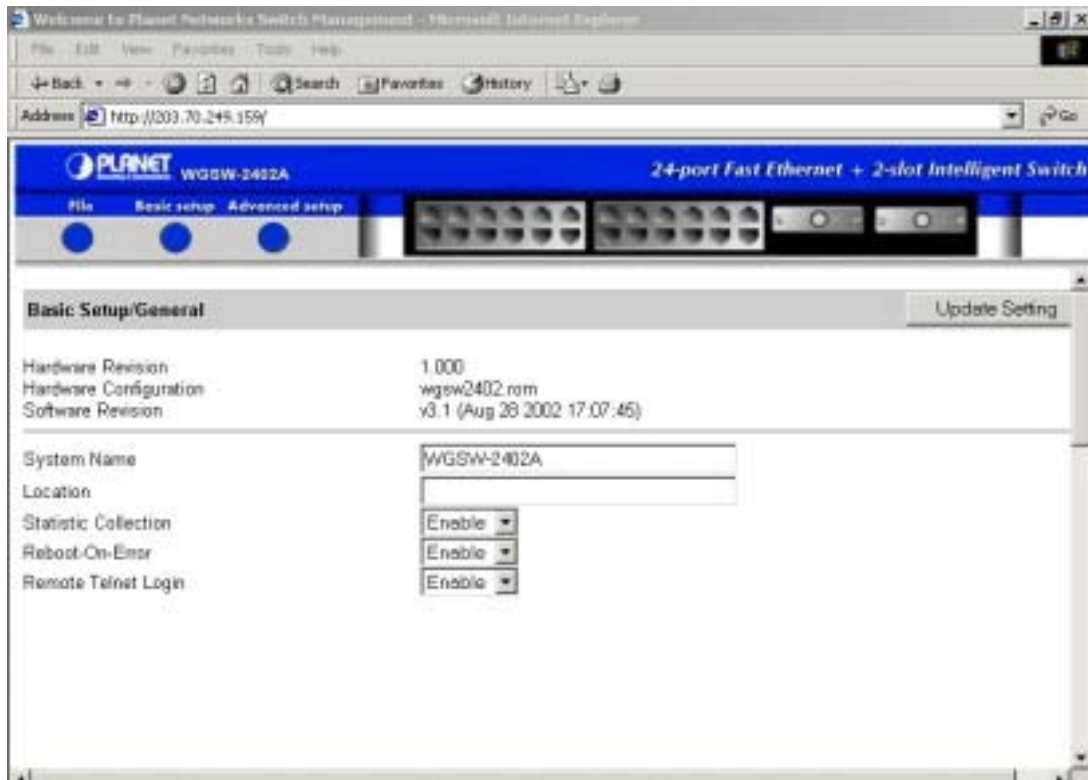 Welcome to Planet Networks Switch Management - Microsoft Internet Explorer
File Edit View Favorites Tools Help
Back Search Favorites History
Address http://203.70.249.159/ Go
PLANET WGSW-2402A 24-port Fast Ethernet + 2-slot Intelligent Switch
File Basic setup Advanced setup
Basic Setup/General Update Setting
Hardware Revision 1.000
Hardware Configuration wgsw2402.rom
Software Revision v3.1 (Aug 28 2002 17:07:45)
System Name WGSW-2402A
Location
Statistic Collection Enable
Reboot-On-Error Enable
Remote Telnet Login Enable